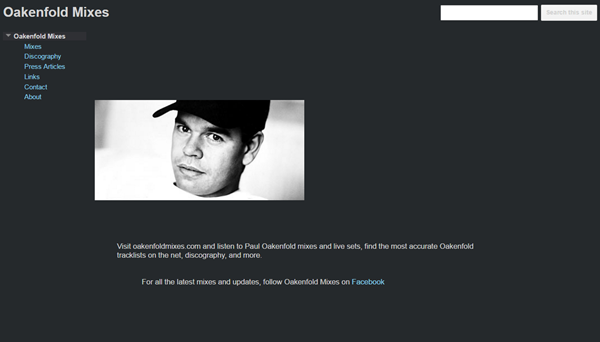 Oakenfold Mixes
Search this site
Oakenfold Mixes
Mixes
Discography
Press Articles
Links
Contact
About
Visit oakenfoldmixes.com and listen to Paul Oakenfold mixes and live sets, find the most accurate Oakenfold
tracklists on the net, discography, and more.
For all the latest mixes and updates, follow Oakenfold Mixes on Facebook